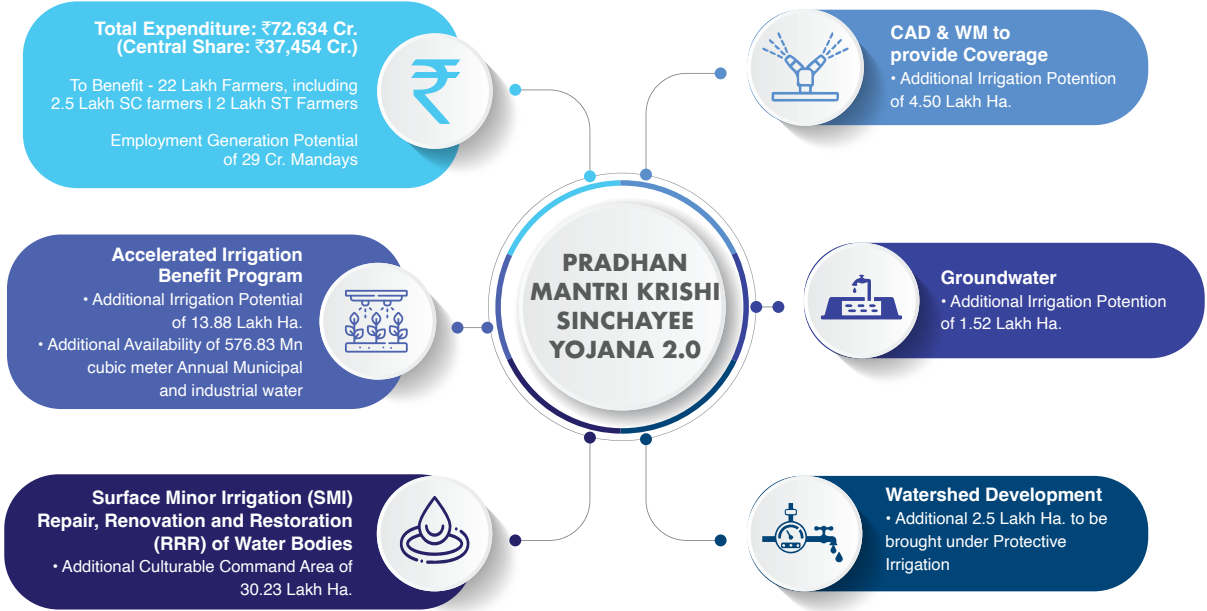 Total Expenditure: ₹72.634 Cr.
(Central Share: ₹37,454 Cr.)
To Benefit - 22 Lakh Farmers, including
2.5 Lakh SC farmers | 2 Lakh ST Farmers
Employment Generation Potential
of 29 Cr. Mandays
₹
CAD & WM to
provide Coverage
• Additional Irrigation Potention
of 4.50 Lakh Ha.
Accelerated Irrigation
Benefit Program
• Additional Irrigation Potential
of 13.88 Lakh Ha.
• Additional Availability of 576.83 Mn
cubic meter Annual Municipal
and industrial water
PRADHAN
MANTRI KRISHI
SINCHAYEE
YOJANA 2.0
Groundwater
• Additional Irrigation Potention
of 1.52 Lakh Ha.
Surface Minor Irrigation (SMI)
Repair, Renovation and Restoration
(RRR) of Water Bodies
• Additional Culturable Command Area of
30.23 Lakh Ha.
Watershed Development
• Additional 2.5 Lakh Ha. to be
brought under Protective
Irrigation